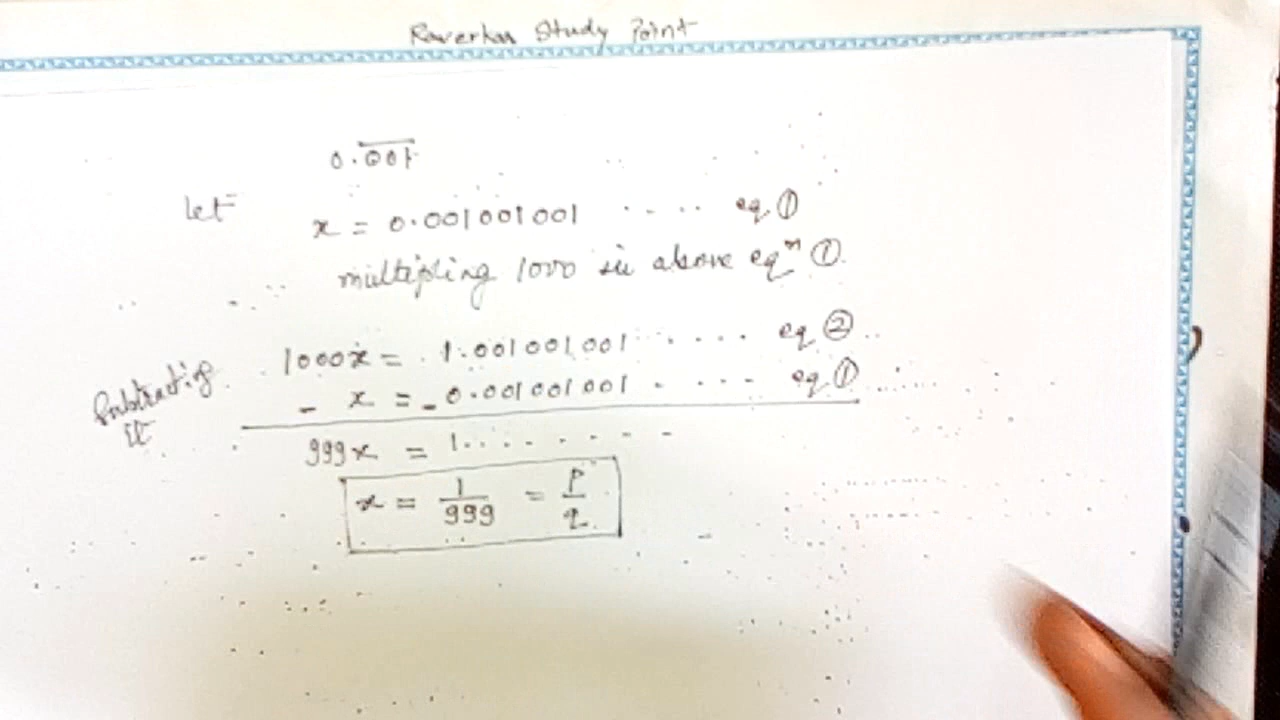 Study Point
0.001
Let
x = 0.001001001 ..... eq ①
multipling 1000 in above eqⁿ ①.
1000x = 1.001001001 ...... eq ②
Subtracting it
- x = - 0.001001001 ..... eq ①
999x = 1........
x = 1/999 = P/q